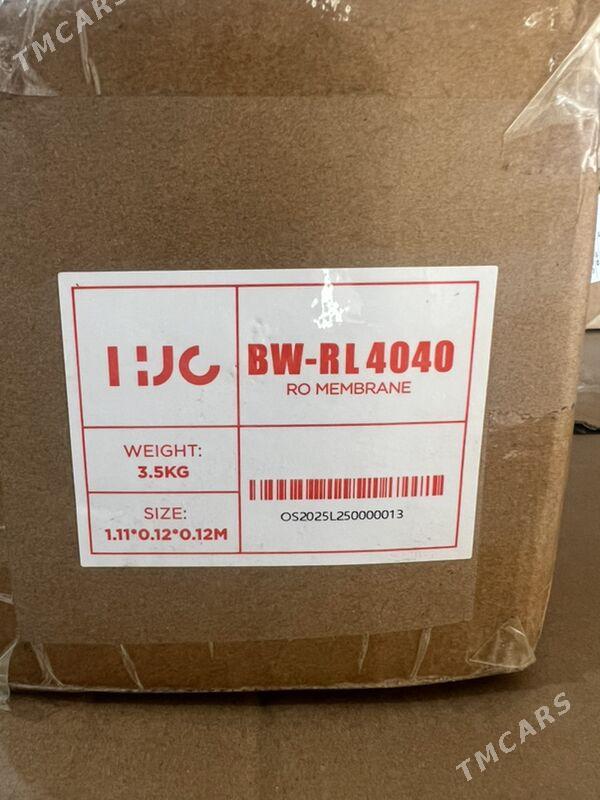 TMCARS
HJC
BW-RL4040
RO MEMBRANE
WEIGHT:
3.5KG
SIZE:
1.11*0.12*0.12M
OS2025L250000013
TMCARS